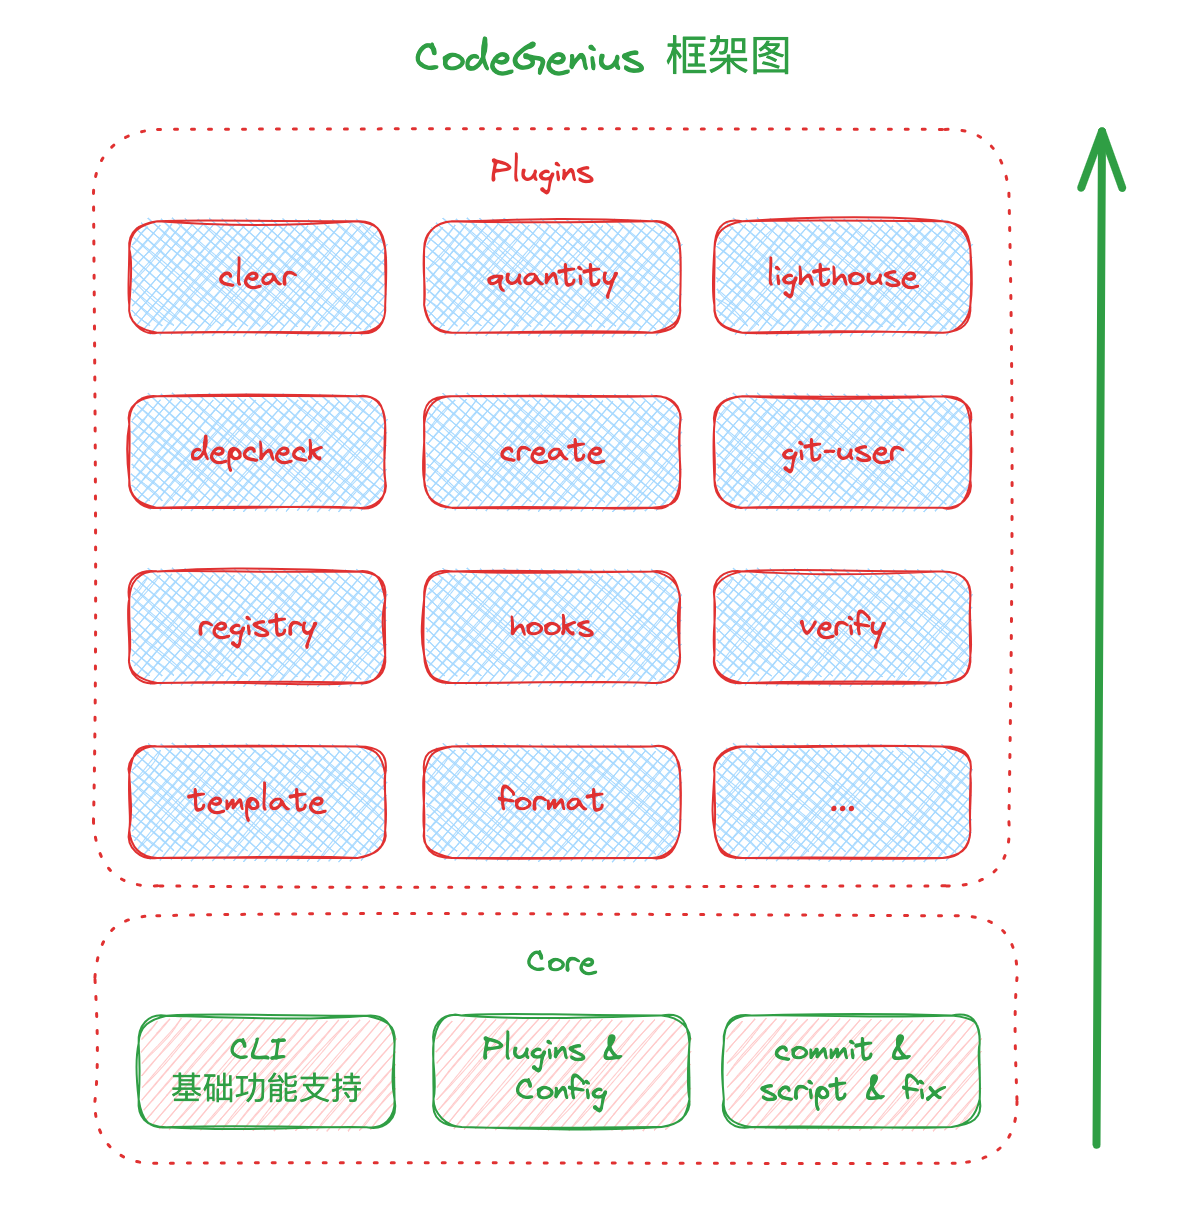 CodeGenius 框架图
Plugins
clear
quantity
lighthouse
depcheck
create
git-user
registry
hooks
verify
template
format
...
Core
CLI
基础功能支持
Plugins &
Config
commit &
script & fix